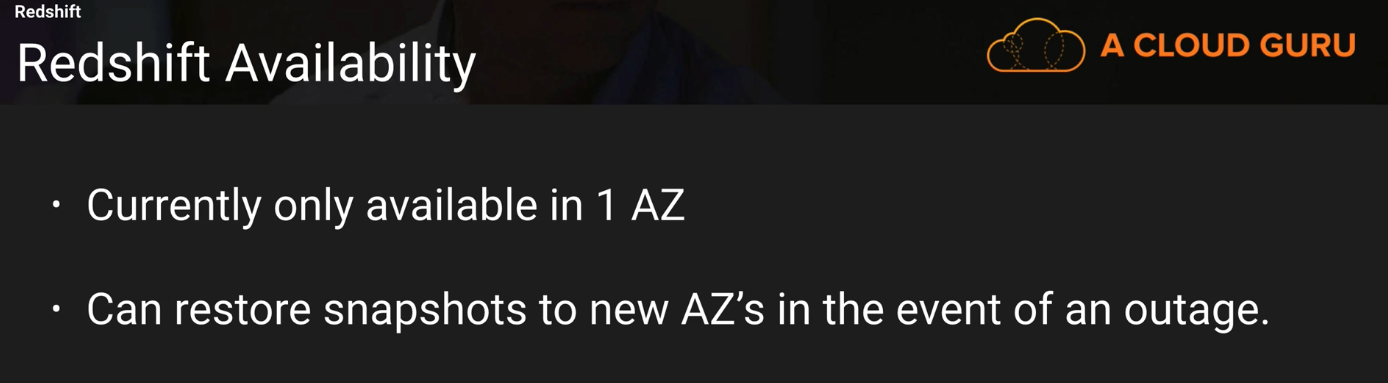 Redshift
Redshift Availability
A CLOUD GURU
• Currently only available in 1 AZ
• Can restore snapshots to new AZ’s in the event of an outage.